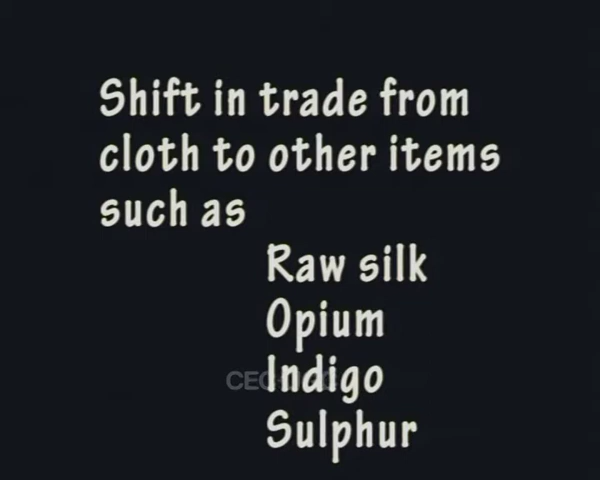 Shift in trade from
cloth to other items
such as
Raw silk
Opium
Indigo
Sulphur